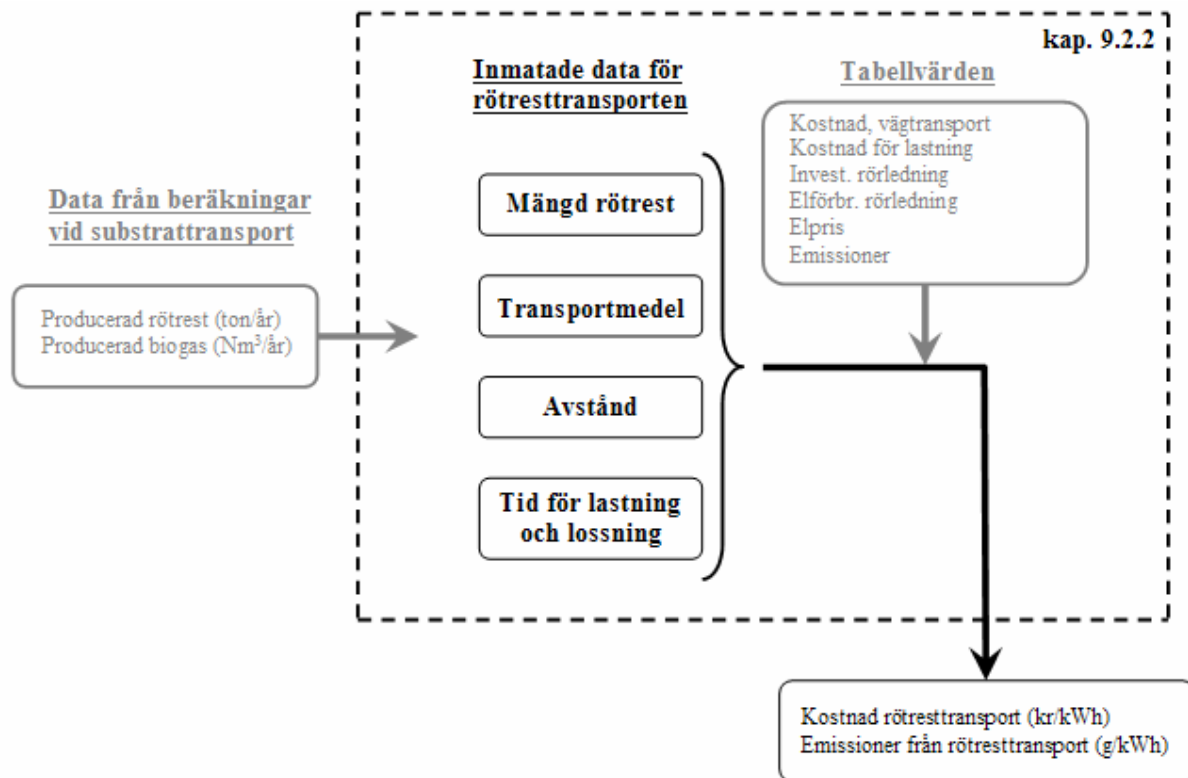 kap. 9.2.2
Data från beräkningar
vid substrattransport
Producerad rötrest (ton/år)
Producerad biogas (Nm³/år)
Inmatade data för
rötresttransporten
Mängd rötrest
Transportmedel
Avstånd
Tid för lastning
och lossning
Tabellvärden
Kostnad, vägtransport
Kostnad för lastning
Invest. rörledning
Elförbr. rörledning
Elpris
Emissioner
Kostnad rötresttransport (kr/kWh)
Emissioner från rötresttransport (g/kWh)